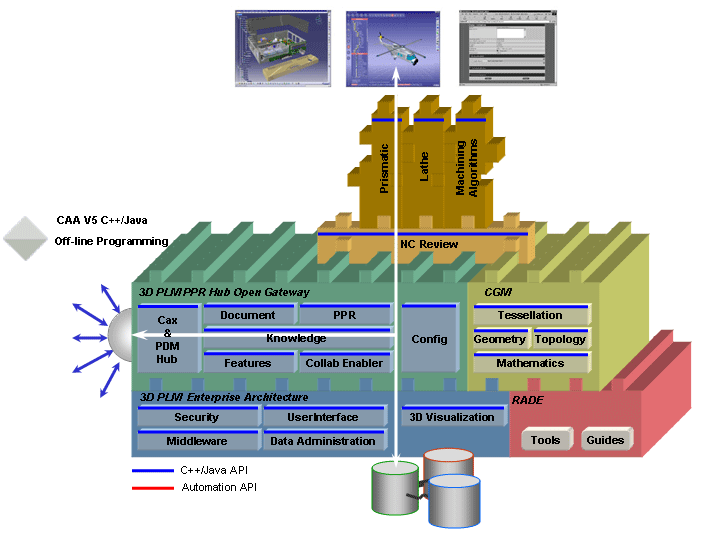 Prismatic
Lathe
Machining
Algorithms
CAA V5 C++/Java
Off-line Programming
NC Review
3D PLM PPR Hub Open Gateway
CGM
Cax
&
PDM
Hub
Document
PPR
Knowledge
Features
Collab Enabler
Config
Tessellation
Geometry
Topology
Mathematics
3D PLM Enterprise Architecture
RADE
Security
UserInterface
3D Visualization
Middleware
Data Administration
Tools
Guides
C++/Java API
Automation API